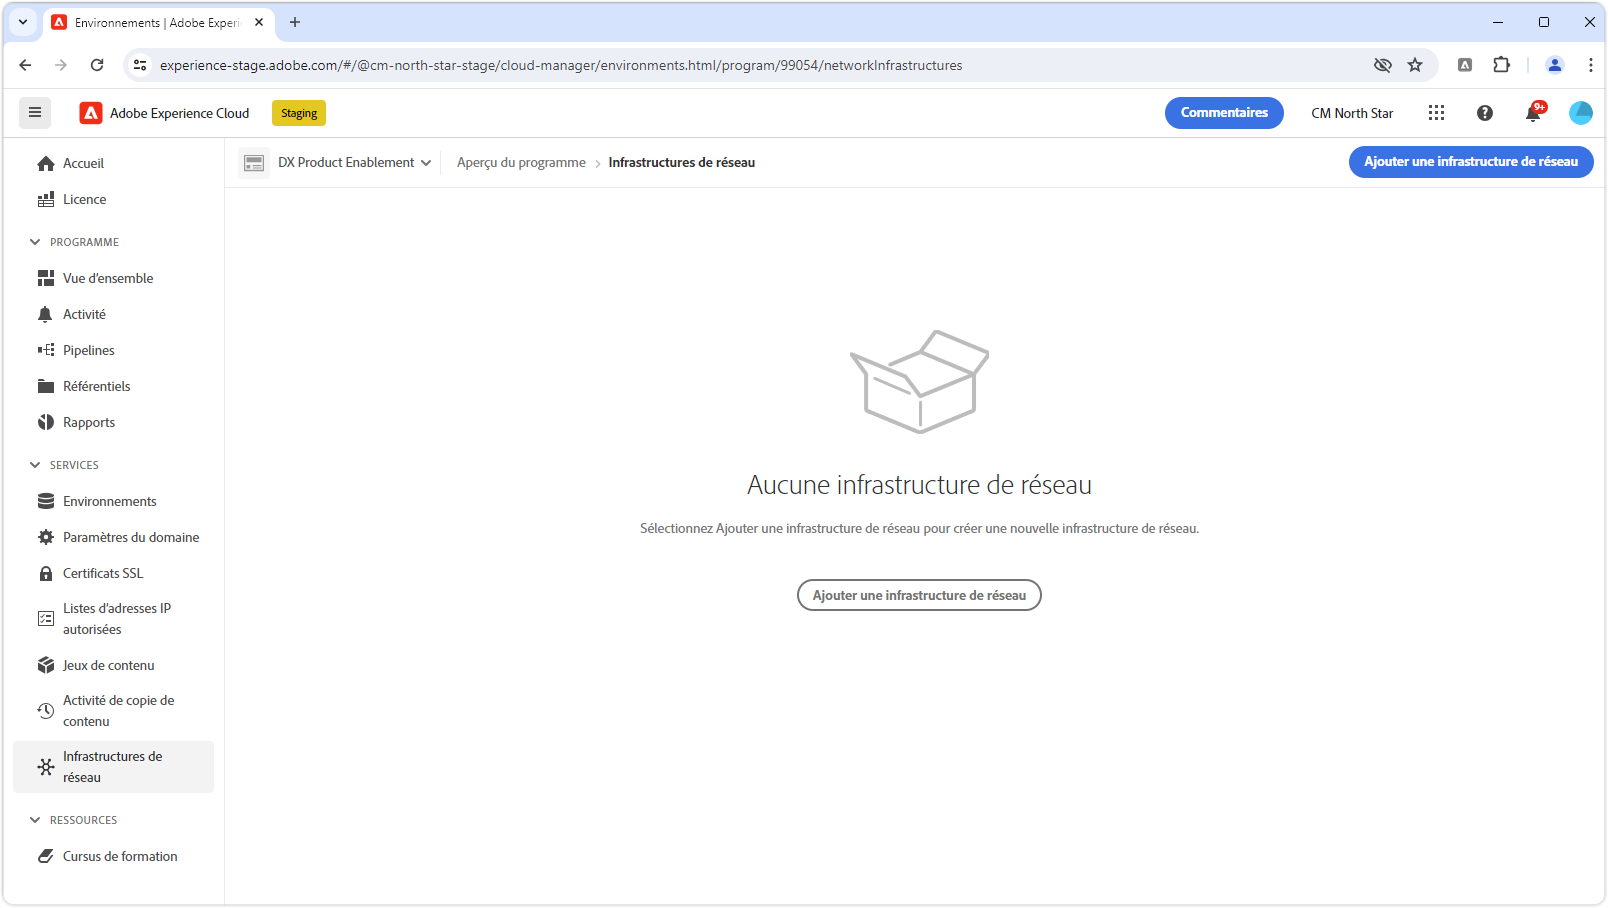 Environnements | Adobe Experi
experience-stage.adobe.com/#/@cm-north-star-stage/cloud-manager/environments.html/program/99054/networkInfrastructures
Adobe Experience Cloud
Staging
Commentaires
CM North Star
9+
Accueil
Licence
PROGRAMME
Vue d'ensemble
Activité
Pipelines
Référentiels
Rapports
SERVICES
Environnements
Paramètres du domaine
Certificats SSL
Listes d'adresses IP
autorisées
Jeux de contenu
Activité de copie de
contenu
Infrastructures de
réseau
RESSOURCES
Cursus de formation
DX Product Enablement
Aperçu du programme
Infrastructures de réseau
Ajouter une infrastructure de réseau
Aucune infrastructure de réseau
Sélectionnez Ajouter une infrastructure de réseau pour créer une nouvelle infrastructure de réseau.
Ajouter une infrastructure de réseau